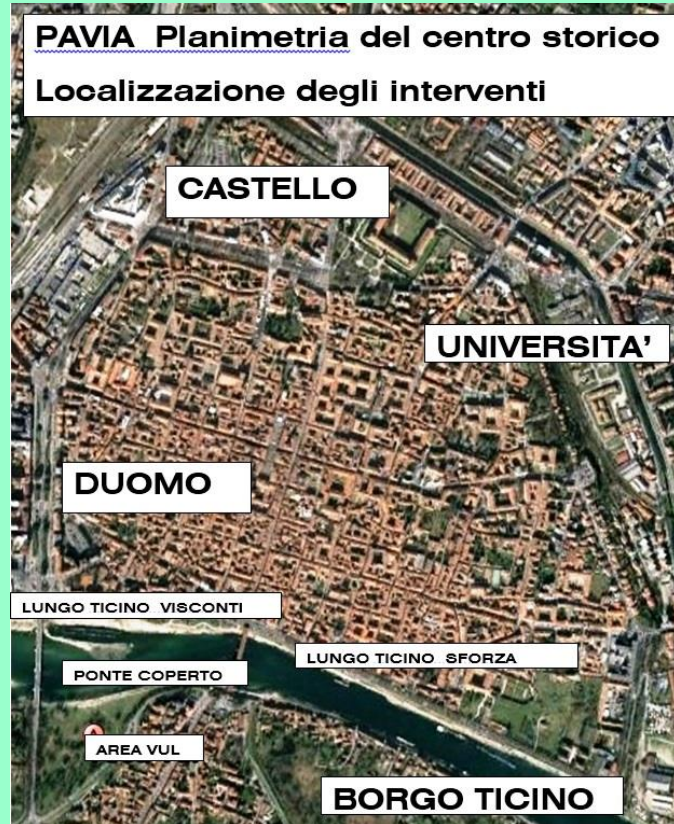 PAVIA Planimetria del centro storico
Localizzazione degli interventi
CASTELLO
UNIVERSITA'
DUOMO
LUNGO TICINO VISCONTI
LUNGO TICINO SFORZA
PONTE COPERTO
AREA VUL
BORGO TICINO